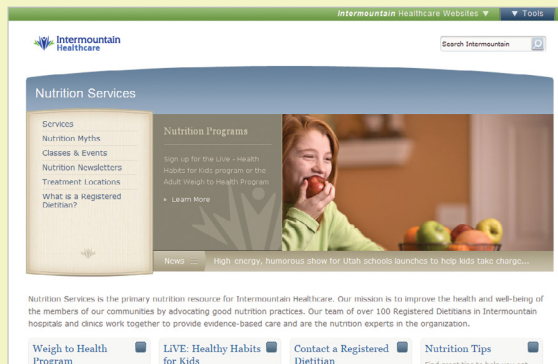 Intermountain Healthcare Websites ▼ ▼ Tools
Intermountain
Healthcare
Search Intermountain
Nutrition Services
Services
Nutrition Myths
Classes & Events
Nutrition Newsletters
Treatment Locations
What is a Registered
Dietitian?
Nutrition Programs
Sign up for the LiVe - Health
Habits for Kids program or the
Adult Weigh to Health Program
Learn More
News
High energy, humorous show for Utah schools launches to help kids take charge...
Nutrition Services is the primary nutrition resource for Intermountain Healthcare. Our mission is to improve the health and well-being of
the members of our communities by advocating good nutrition practices. Our team of over 100 Registered Dietitians in Intermountain
hospitals and clinics work together to provide evidence-based care and are the nutrition experts in the organization.
Weigh to Health
Program
LiVE: Healthy Habits
for Kids
Contact a Registered
Dietitian
Nutrition Tips